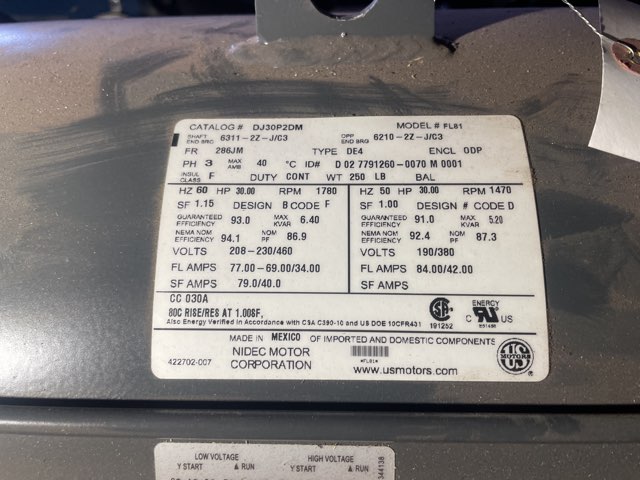 CATALOG # DJ30P2DM MODEL # FL81
SHAFT END BRG 6311-2Z-J/C3 OPP END BRG 6210-2Z-J/C3
FR 286JM TYPE DE4 ENCL ODP
PH 3 MAX AMB 40 °C ID# D 02 7791260-0070 M 0001
INSUL CLASS F DUTY CONT WT 250 LB BAL
HZ 60 HP 30.00 RPM 1780
SF 1.15 DESIGN B CODE F
GUARANTEED EFFICIENCY 93.0 MAX KVAR 6.40
NEMA NOM EFFICIENCY 94.1 NOM PF 86.9
VOLTS 208-230/460
FL AMPS 77.00-69.00/34.00
SF AMPS 79.0/40.0
HZ 50 HP 30.00 RPM 1470
SF 1.00 DESIGN # CODE D
GUARANTEED EFFICIENCY 91.0 MAX KVAR 5.20
NEMA NOM EFFICIENCY 92.4 NOM PF 87.3
VOLTS 190/380
FL AMPS 84.00/42.00
SF AMPS
CC 030A
80C RISE/RES AT 1.00SF,
Also Energy Verified in Accordance with CSA C390-10 and US DOE 10CFR431
191252
ENERGY
C US
MADE IN MEXICO OF IMPORTED AND DOMESTIC COMPONENTS
422702-007
NIDEC MOTOR
CORPORATION
*FL81*
www.usmotors.com
US
MOTORS
LOW VOLTAGE HIGH VOLTAGE
Y START ▲ RUN Y START ▲ RUN
344138